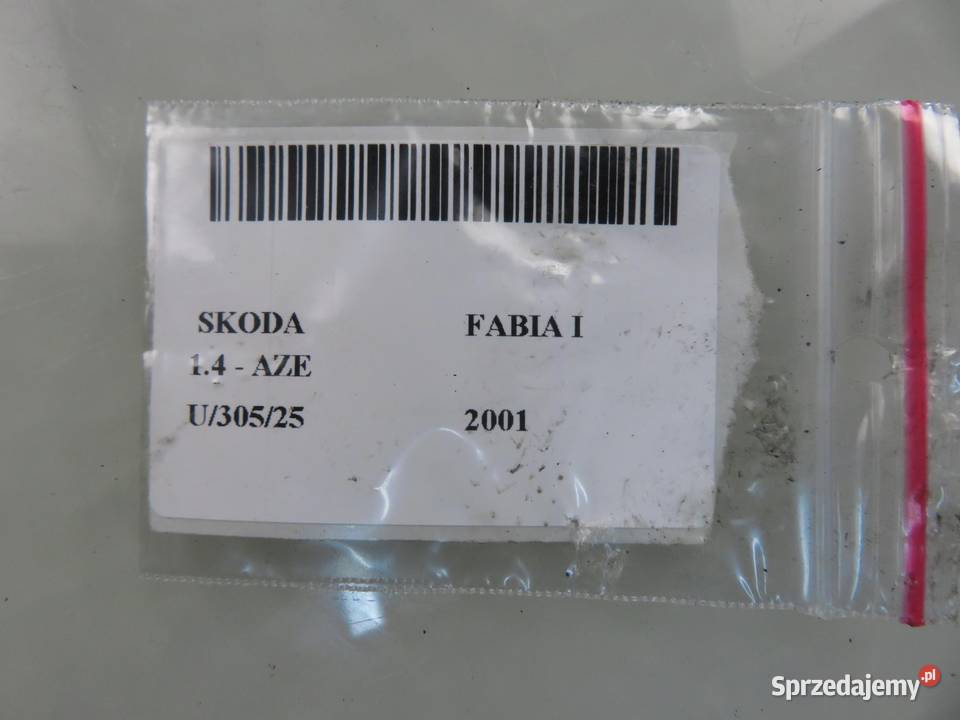 SKODA FABIA I
1.4 - AZE
U/305/25 2001
Sprzedajemy.pl